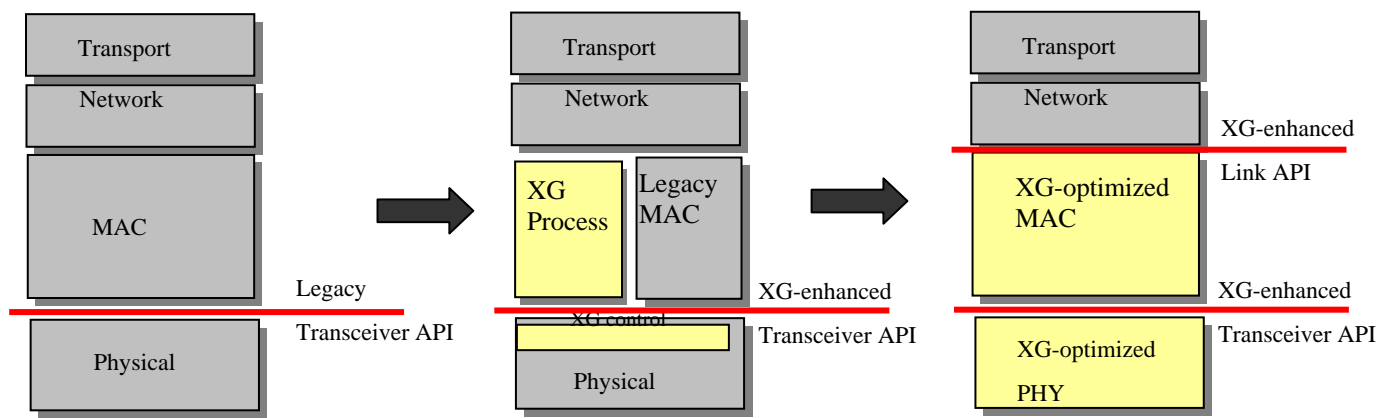 Transport
Network
MAC
Legacy
Transceiver API
Physical
Transport
Network
XG
Process
Legacy
MAC
XG-enhanced
Transceiver API
XG control
Physical
Transport
Network
XG-enhanced
Link API
XG-optimized
MAC
XG-enhanced
Transceiver API
XG-optimized
PHY